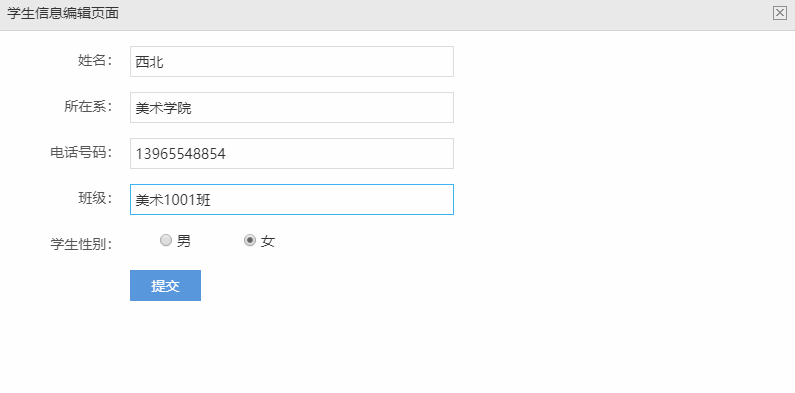 学生信息编辑页面
姓名： 西北
所在系： 美术学院
电话号码： 13965548854
班级： 美术1001班
学生性别： 男 女
提交